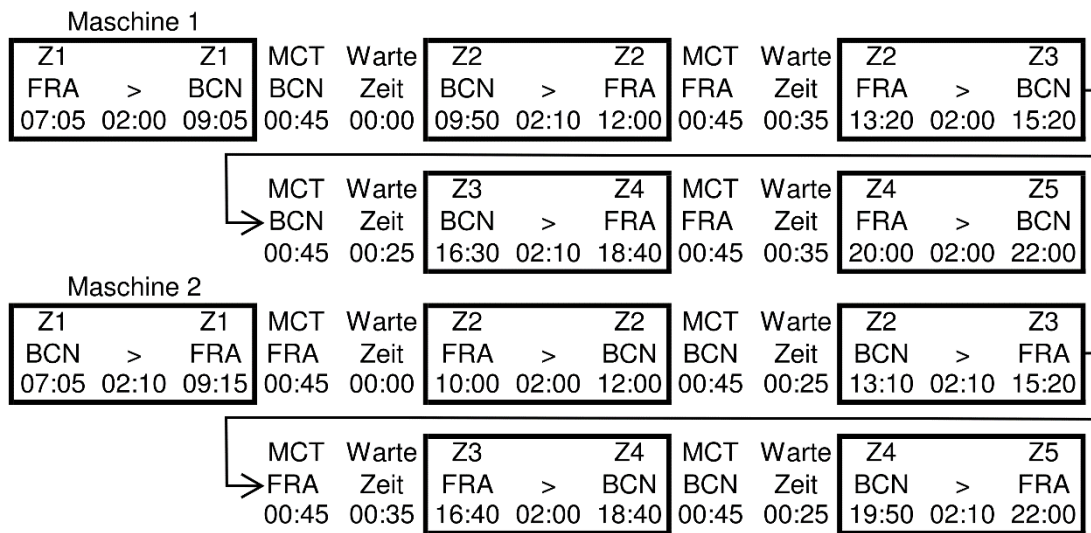 Maschine 1
Z1 Z1 MCT Warte Z2 Z2 MCT Warte Z2 Z3
FRA > BCN BCN Zeit BCN > FRA FRA Zeit FRA > BCN
07:05 02:00 09:05 00:45 00:00 09:50 02:10 12:00 00:45 00:35 13:20 02:00 15:20
MCT Warte Z3 Z4 MCT Warte Z4 Z5
BCN Zeit BCN > FRA FRA Zeit FRA > BCN
00:45 00:25 16:30 02:10 18:40 00:45 00:35 20:00 02:00 22:00
Maschine 2
Z1 Z1 MCT Warte Z2 Z2 MCT Warte Z2 Z3
BCN > FRA FRA Zeit FRA > BCN BCN Zeit BCN > FRA
07:05 02:10 09:15 00:45 00:00 10:00 02:00 12:00 00:45 00:25 13:10 02:10 15:20
MCT Warte Z3 Z4 MCT Warte Z4 Z5
FRA Zeit FRA > BCN BCN Zeit BCN > FRA
00:45 00:35 16:40 02:00 18:40 00:45 00:25 19:50 02:10 22:00